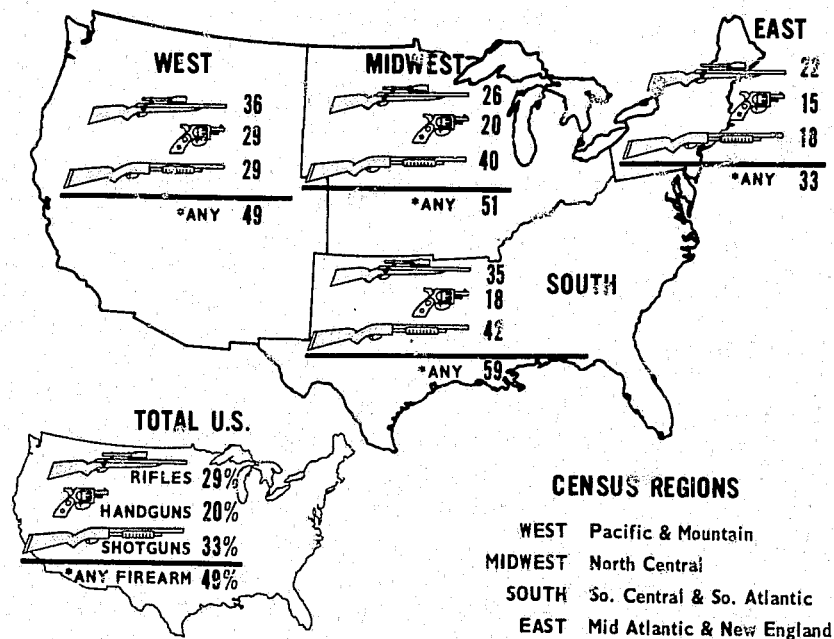 WEST
36
29
29
*ANY 49
MIDWEST
26
20
40
*ANY 51
EAST
22
15
18
*ANY 33
SOUTH
35
18
42
*ANY 59
TOTAL U.S.
RIFLES 29%
HANDGUNS 20%
SHOTGUNS 33%
*ANY FIREARM 49%
CENSUS REGIONS
WEST Pacific & Mountain
MIDWEST North Central
SOUTH So. Central & So. Atlantic
EAST Mid Atlantic & New England